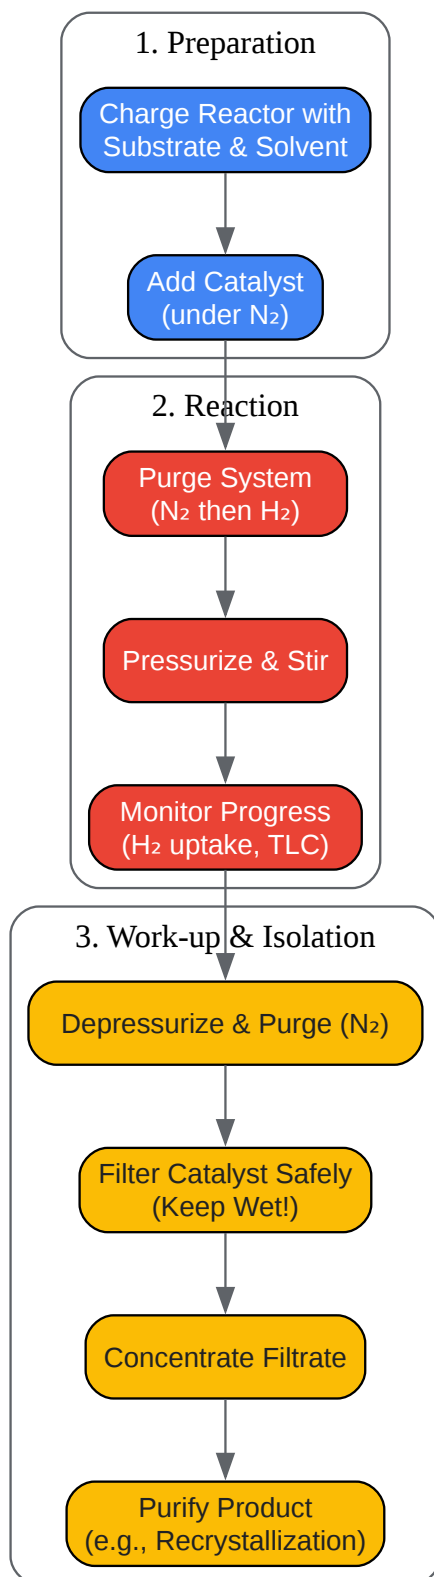 1. Preparation
Charge Reactor with
Substrate & Solvent
Add Catalyst
(under N₂)
2. Reaction
Purge System
(N₂ then H₂)
Pressurize & Stir
Monitor Progress
(H₂ uptake, TLC)
3. Work-up & Isolation
Depressurize & Purge (N₂)
Filter Catalyst Safely
(Keep Wet!)
Concentrate Filtrate
Purify Product
(e.g., Recrystallization)